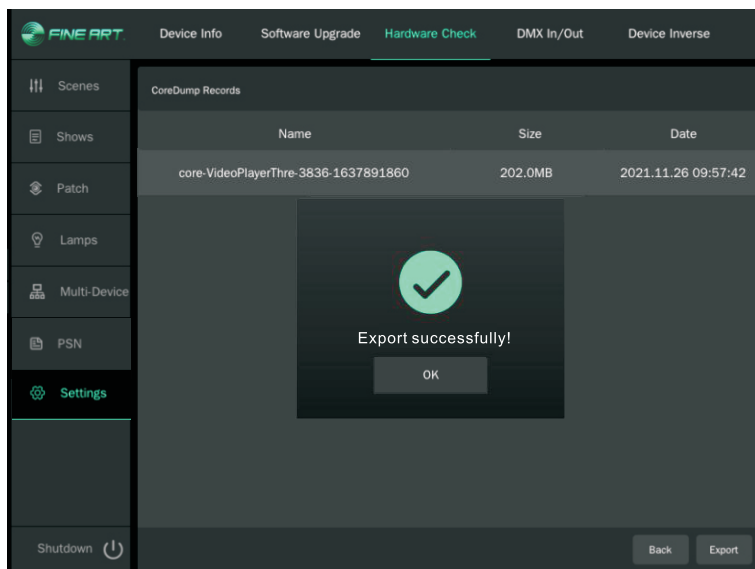 FINE ART.
Device Info Software Upgrade Hardware Check DMX In/Out Device Inverse
Scenes
Shows
Patch
Lamps
Multi-Device
PSN
Settings
Shutdown
CoreDump Records
Name Size Date
core-VideoPlayerThre-3836-1637891860 202.0MB 2021.11.26 09:57:42
Export successfully!
OK
Back Export